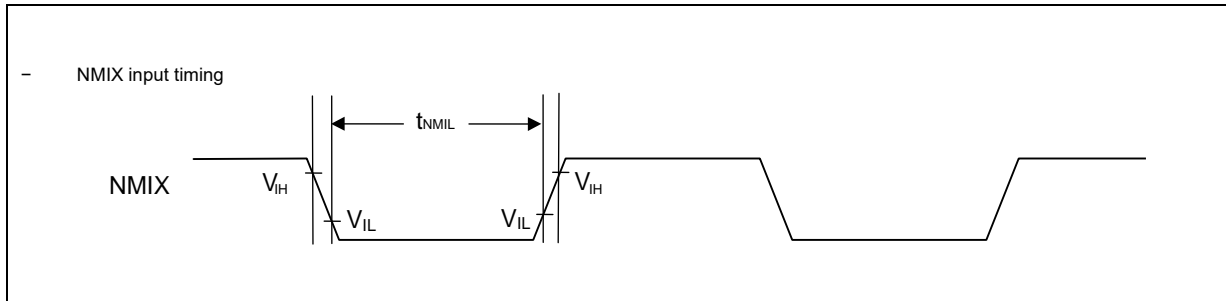 – NMIX input timing
tNMIL
NMIX
VIH
VIL
VIL
VIH